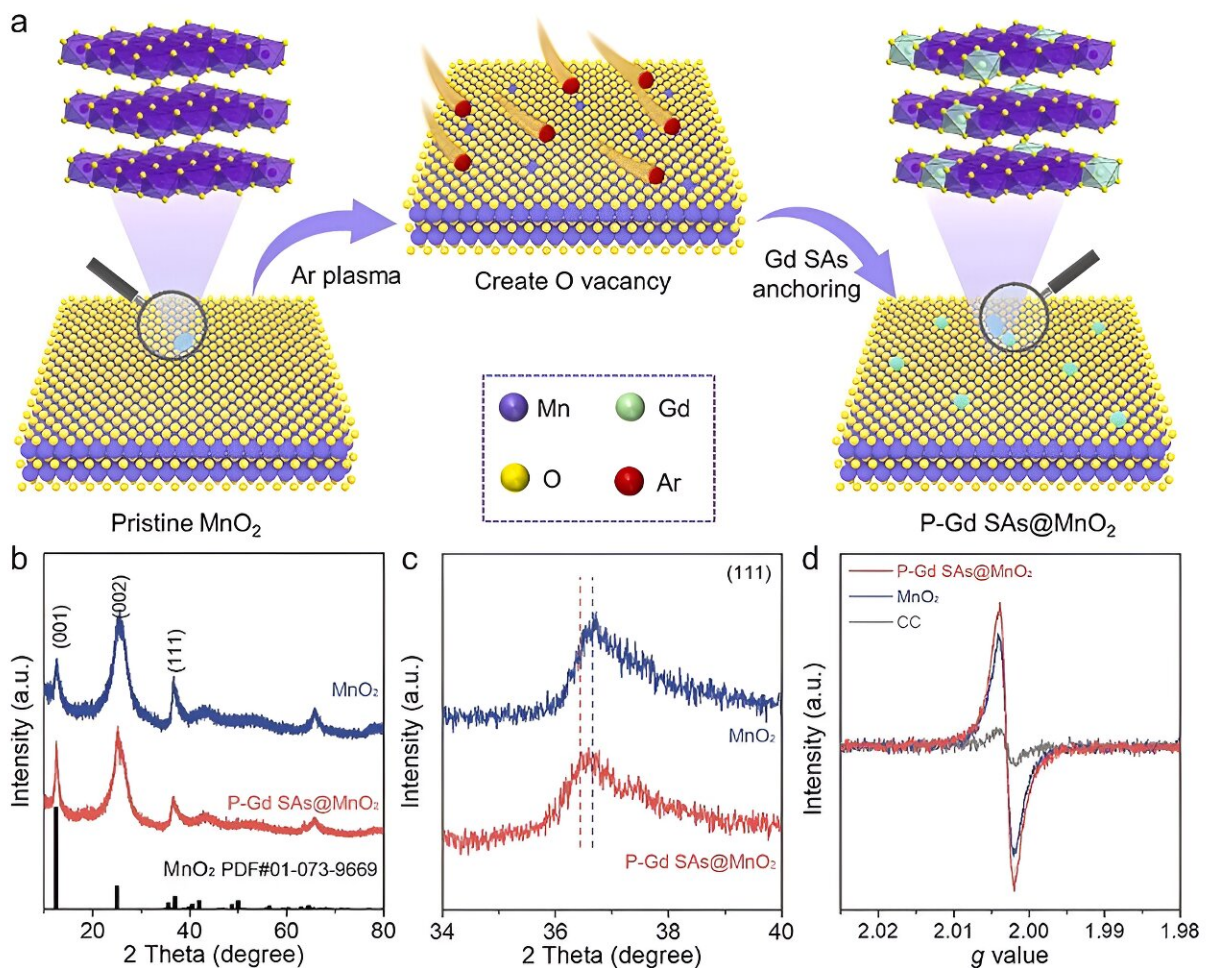 a
Ar plasma
Create O vacancy
Gd SAs
anchoring
Mn
Gd
O
Ar
Pristine MnO₂
P-Gd SAs@MnO₂
b
Intensity (a.u.)
(001)
(002)
(111)
MnO₂
P-Gd SAs@MnO₂
MnO₂ PDF#01-073-9669
20
40
60
80
2 Theta (degree)
c
Intensity (a.u.)
(111)
MnO₂
P-Gd SAs@MnO₂
34
36
38
40
2 Theta (degree)
d
Intensity (a.u.)
P-Gd SAs@MnO₂
MnO₂
CC
2.02
2.01
2.00
1.99
1.98
g value